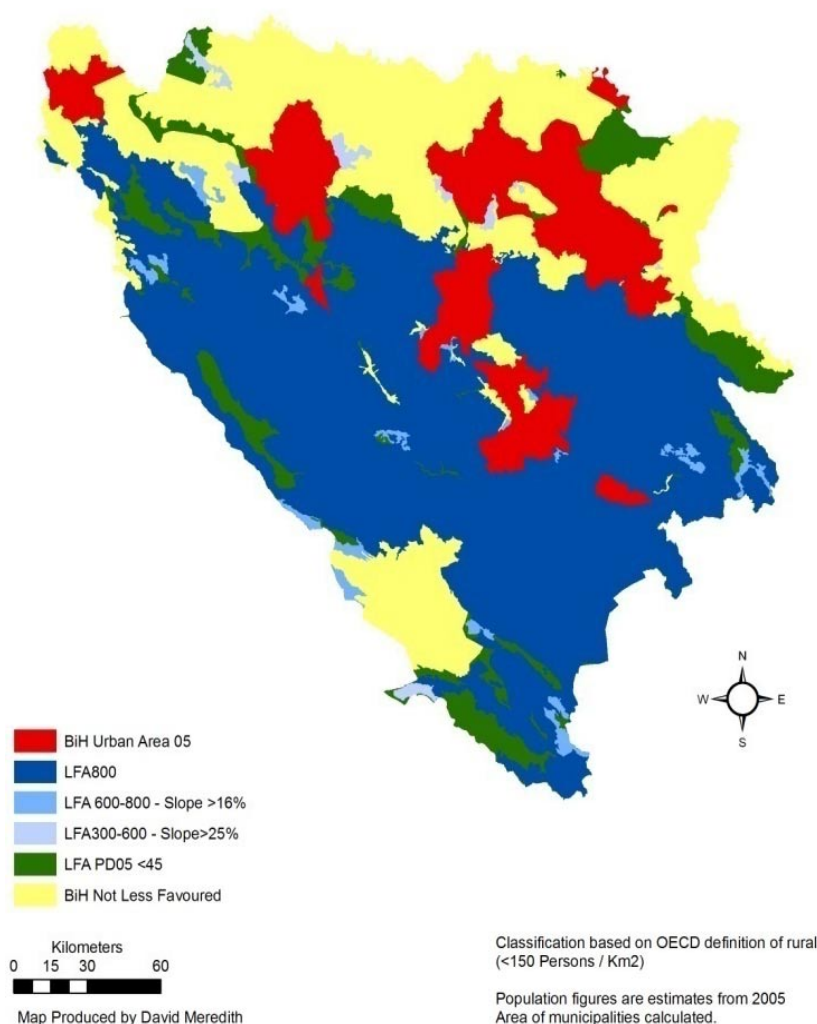 N
W E
S
BiH Urban Area 05
LFA800
LFA 600-800 - Slope >16%
LFA300-600 - Slope>25%
LFA PD05 <45
BiH Not Less Favoured
Kilometers
0 15 30 60
Map Produced by David Meredith
Classification based on OECD definition of rural
(<150 Persons / Km2)
Population figures are estimates from 2005
Area of municipalities calculated.